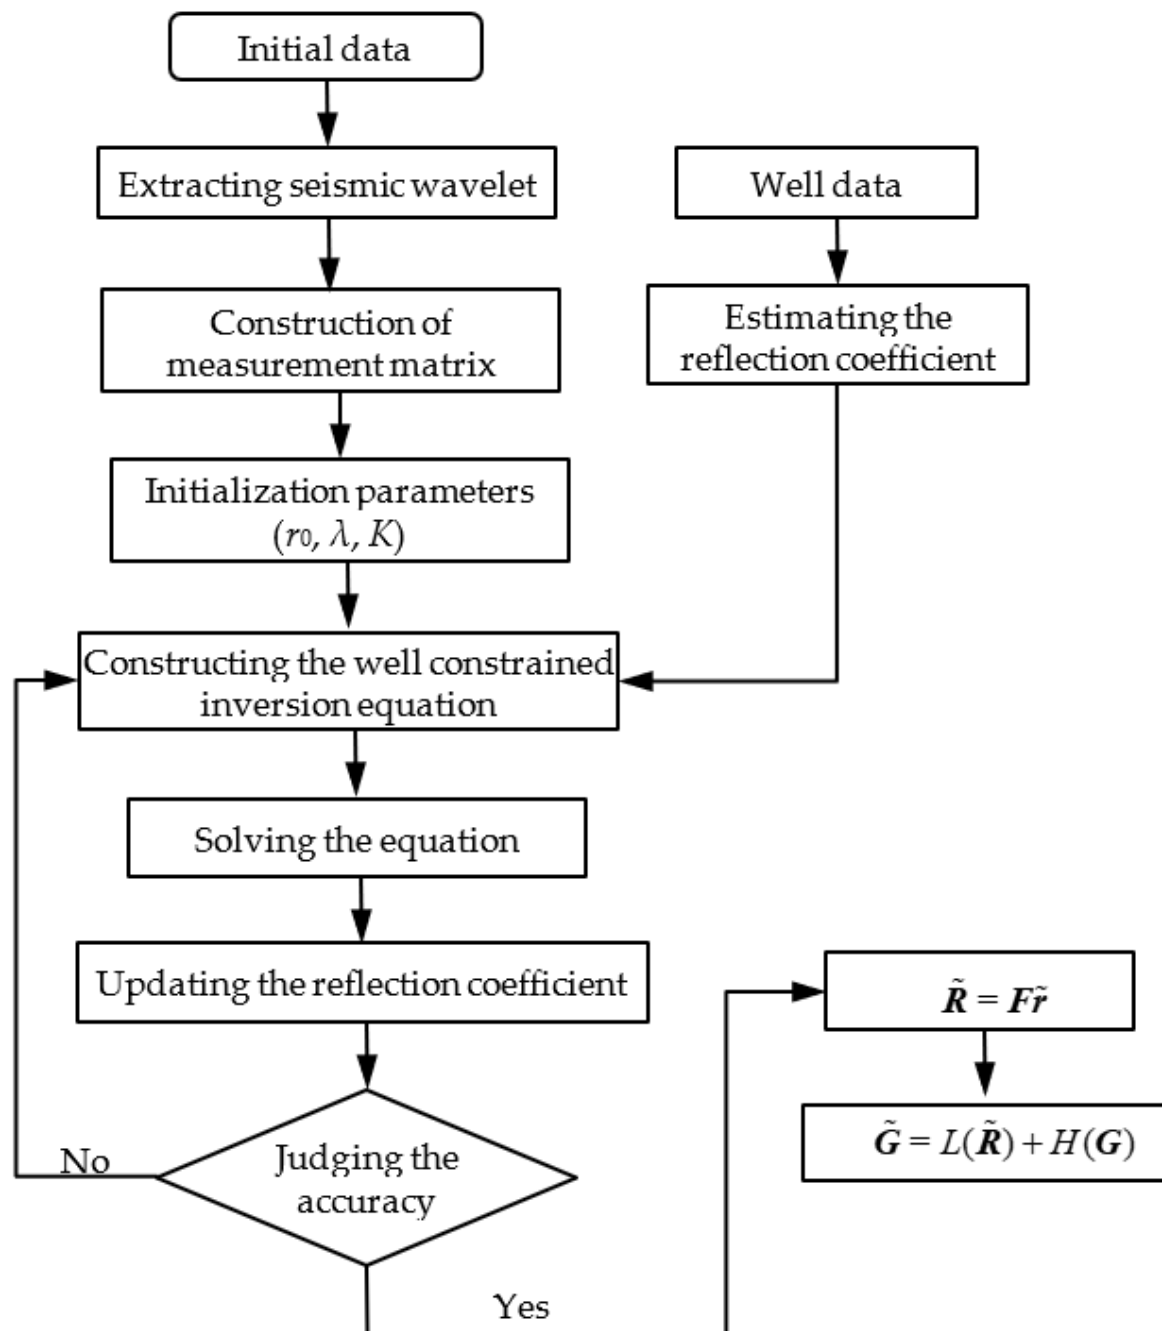 Initial data
Extracting seismic wavelet
Well data
Construction of
measurement matrix
Estimating the
reflection coefficient
Initialization parameters
(r₀, λ, K)
Constructing the well constrained
inversion equation
Solving the equation
Updating the reflection coefficient
R̃ = Fr̃
G̃ = L(R̃) + H(G)
No
Judging the
accuracy
Yes